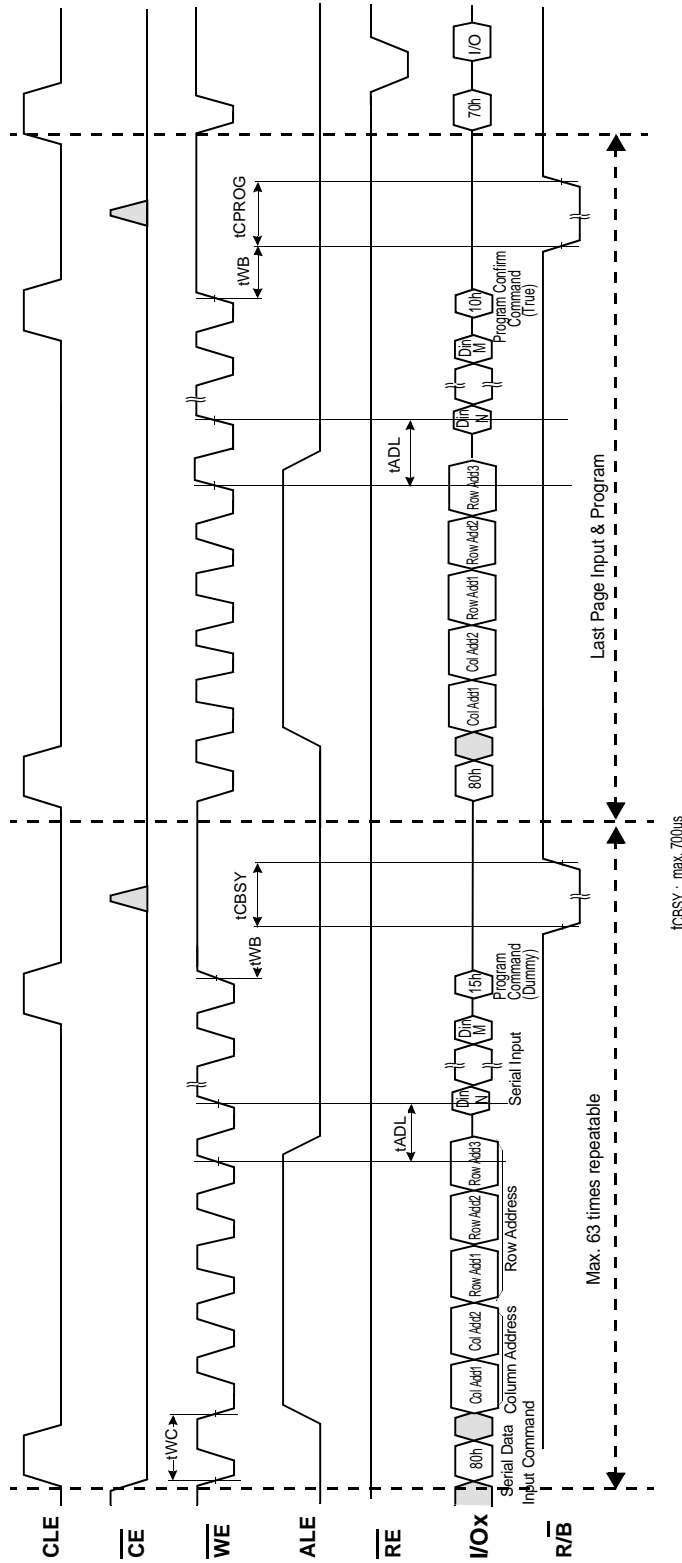 CLE
CE
WE
ALE
RE
I/Ox
R/B
tWC
tADL
tWB
tCBSY
tADL
tWB
tCPROG
80h
Col Add1
Col Add2
Row Add1
Row Add2
Row Add3
Din
N
Din
M
15h
80h
Col Add1
Col Add2
Row Add1
Row Add2
Row Add3
Din
N
Din
M
10h
70h
I/O
Serial Data
Input Command
Column Address
Row Address
Serial Input
Program
Command
(Dummy)
Program Confirm
Command
(True)
Max. 63 times repeatable
Last Page Input & Program
tCBSY : max. 700us